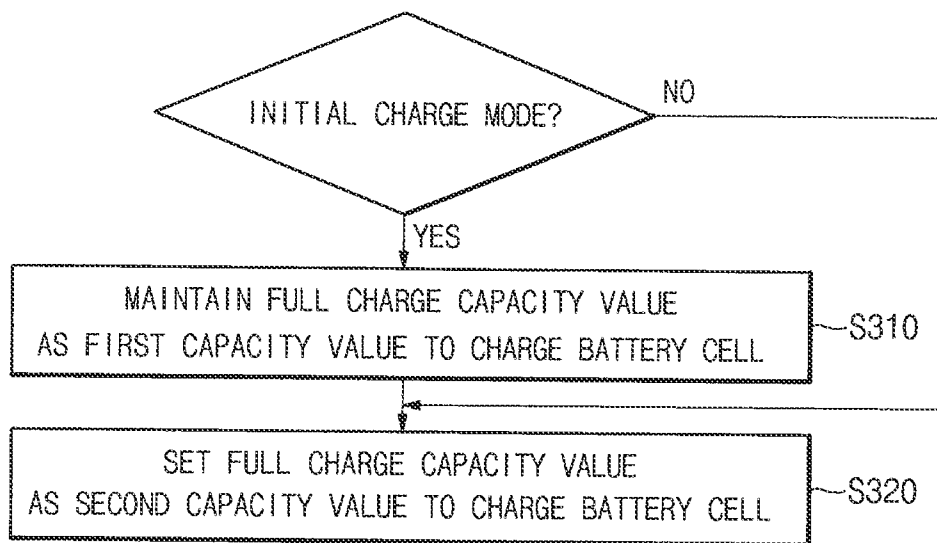 INITIAL CHARGE MODE?
NO
YES
MAINTAIN FULL CHARGE CAPACITY VALUE
AS FIRST CAPACITY VALUE TO CHARGE BATTERY CELL
S310
SET FULL CHARGE CAPACITY VALUE
AS SECOND CAPACITY VALUE TO CHARGE BATTERY CELL
S320